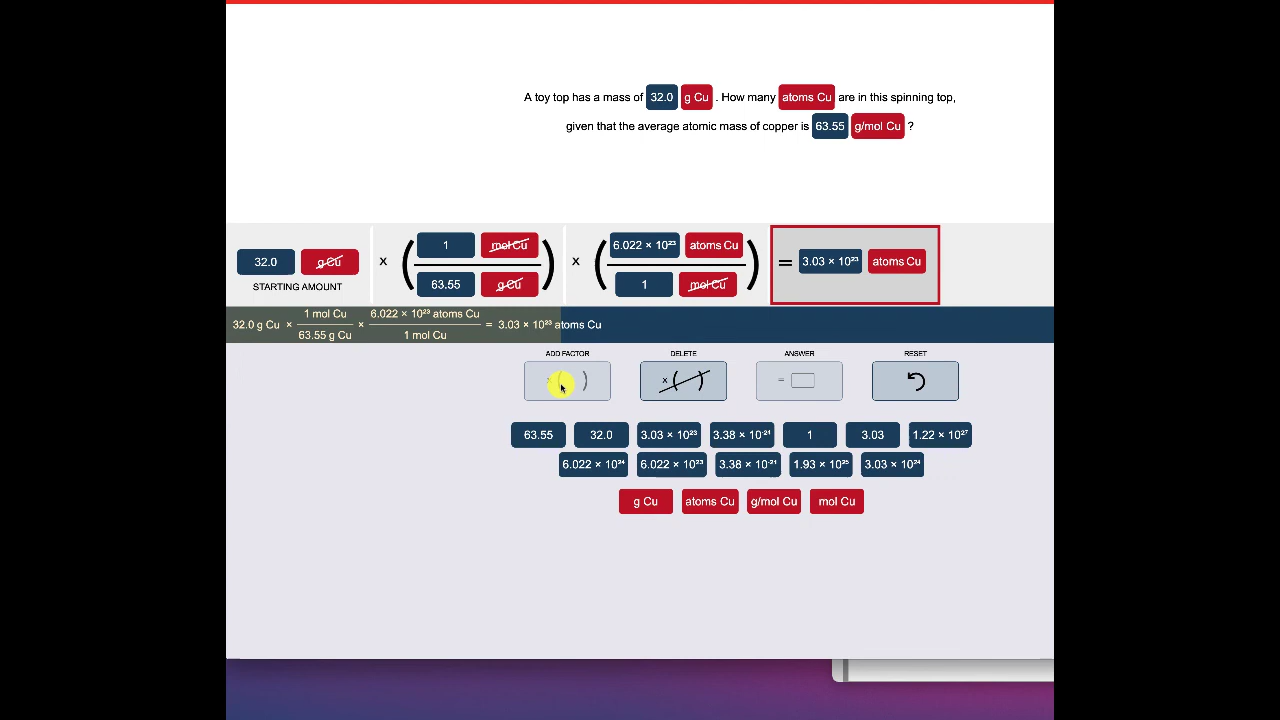 A toy top has a mass of 32.0 g Cu . How many atoms Cu are in this spinning top,
given that the average atomic mass of copper is 63.55 g/mol Cu ?
32.0 g Cu x ( 1 mol Cu / 63.55 g Cu ) x ( 6.022 × 10²³ atoms Cu / 1 mol Cu ) = 3.03 × 10²³ atoms Cu
STARTING AMOUNT
32.0 g Cu × 1 mol Cu / 63.55 g Cu × 6.022 × 10²³ atoms Cu / 1 mol Cu = 3.03 × 10²³ atoms Cu
ADD FACTOR DELETE ANSWER RESET
x ( ) x ( ) =
63.55 32.0 3.03 × 10²³ 3.38 × 10⁻²⁴ 1 3.03 1.22 × 10²⁷
6.022 × 10²⁴ 6.022 × 10²³ 3.38 × 10⁻²¹ 1.93 × 10²⁵ 3.03 × 10²⁴
g Cu atoms Cu g/mol Cu mol Cu